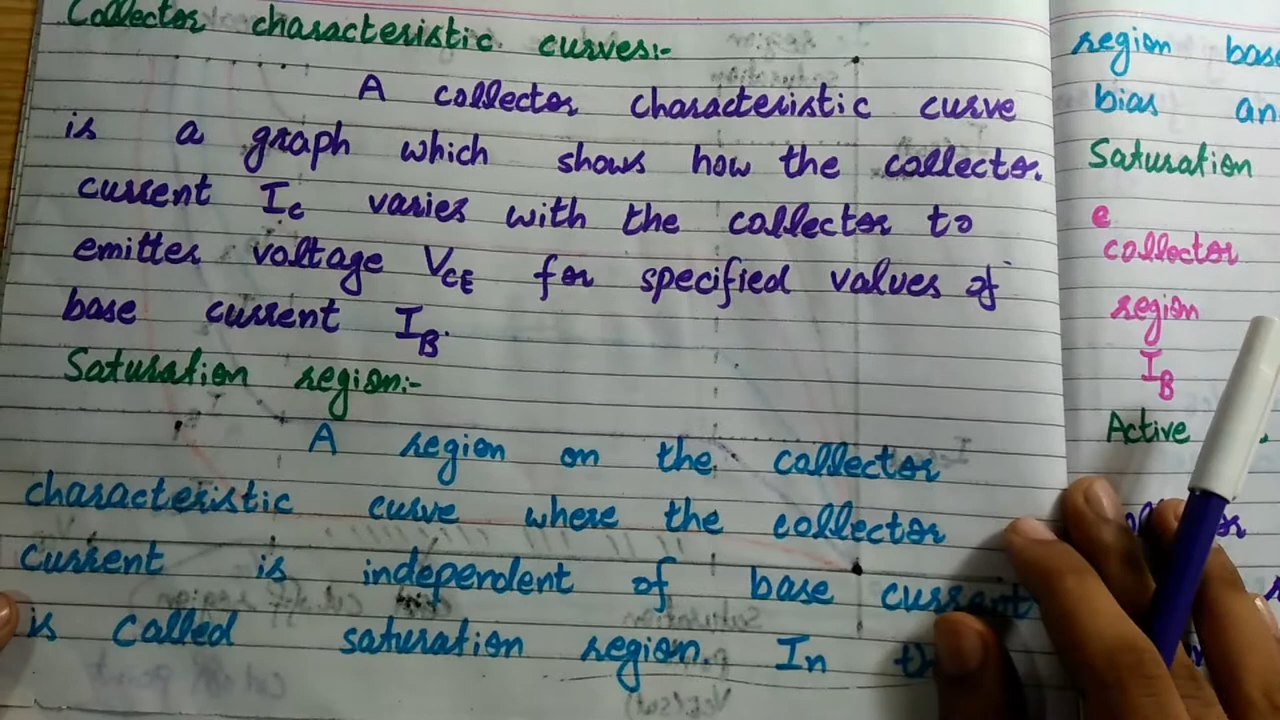 Collector characteristic curves:-
A collector characteristic curve
is a graph which shows how the collector
current Ic varies with the collector to
emitter voltage VCE for specified values of
base current IB.
Saturation region:-
A region on the collector
characteristic curve where the collector
current is independent of base current
is called saturation region. In
region base
bias an
Saturation
e
collector
region
IB
Active